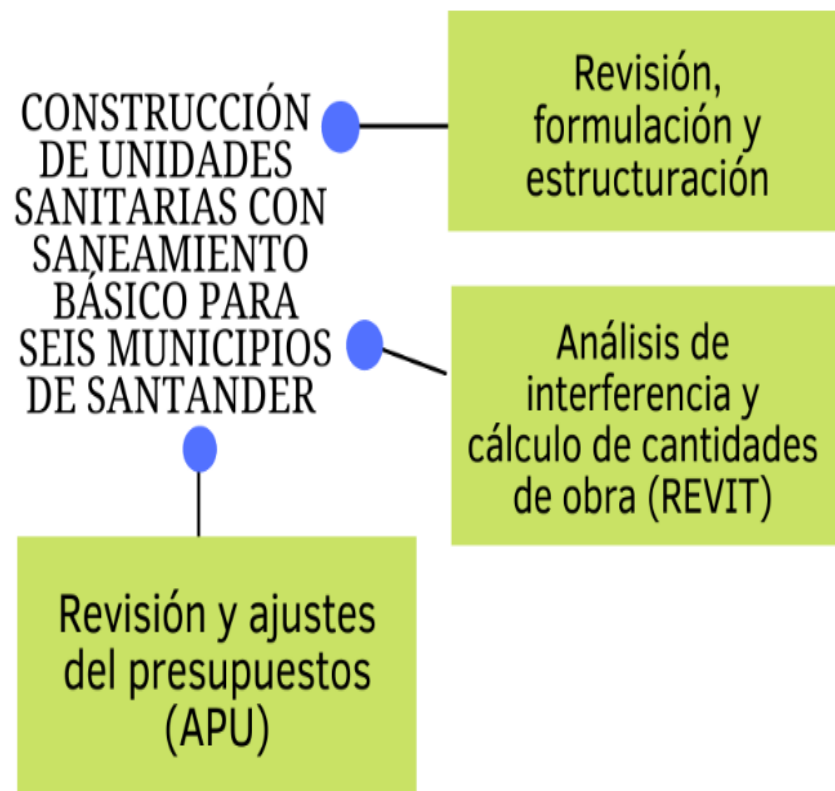 CONSTRUCCIÓN
DE UNIDADES
SANITARIAS CON
SANEAMIENTO
BÁSICO PARA
SEIS MUNICIPIOS
DE SANTANDER
Revisión,
formulación y
estructuración
Análisis de
interferencia y
cálculo de cantidades
de obra (REVIT)
Revisión y ajustes
del presupuestos
(APU)